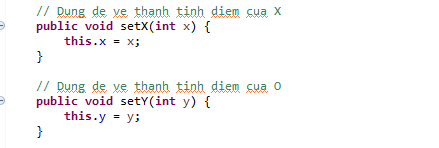 // Dung de ve thanh tinh diem cua X
public void setX(int x) {
this.x = x;
}
// Dung de ve thanh tinh diem cua O
public void setY(int y) {
this.y = y;
}